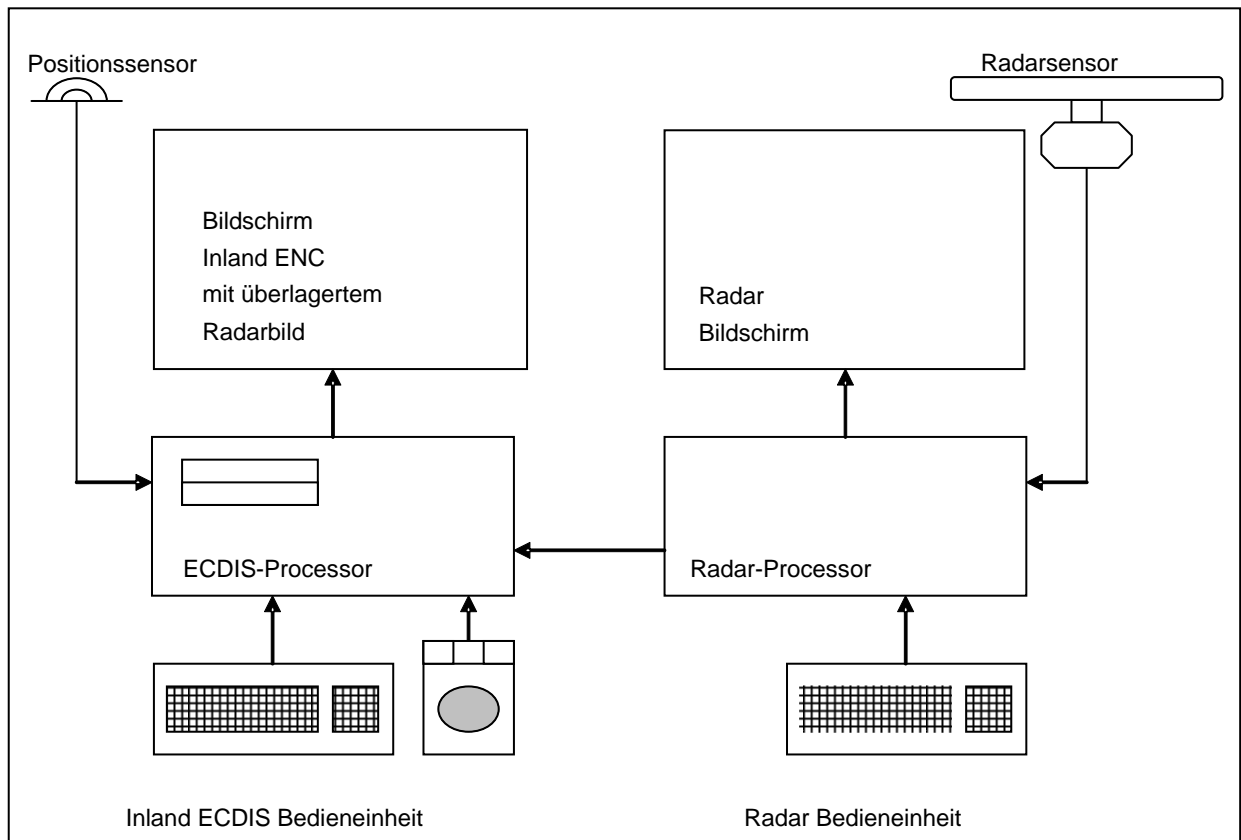 Positionssensor
Radarsensor
Bildschirm
Inland ENC
mit überlagertem
Radarbild
Radar
Bildschirm
ECDIS-Processor
Radar-Processor
Inland ECDIS Bedieneinheit
Radar Bedieneinheit